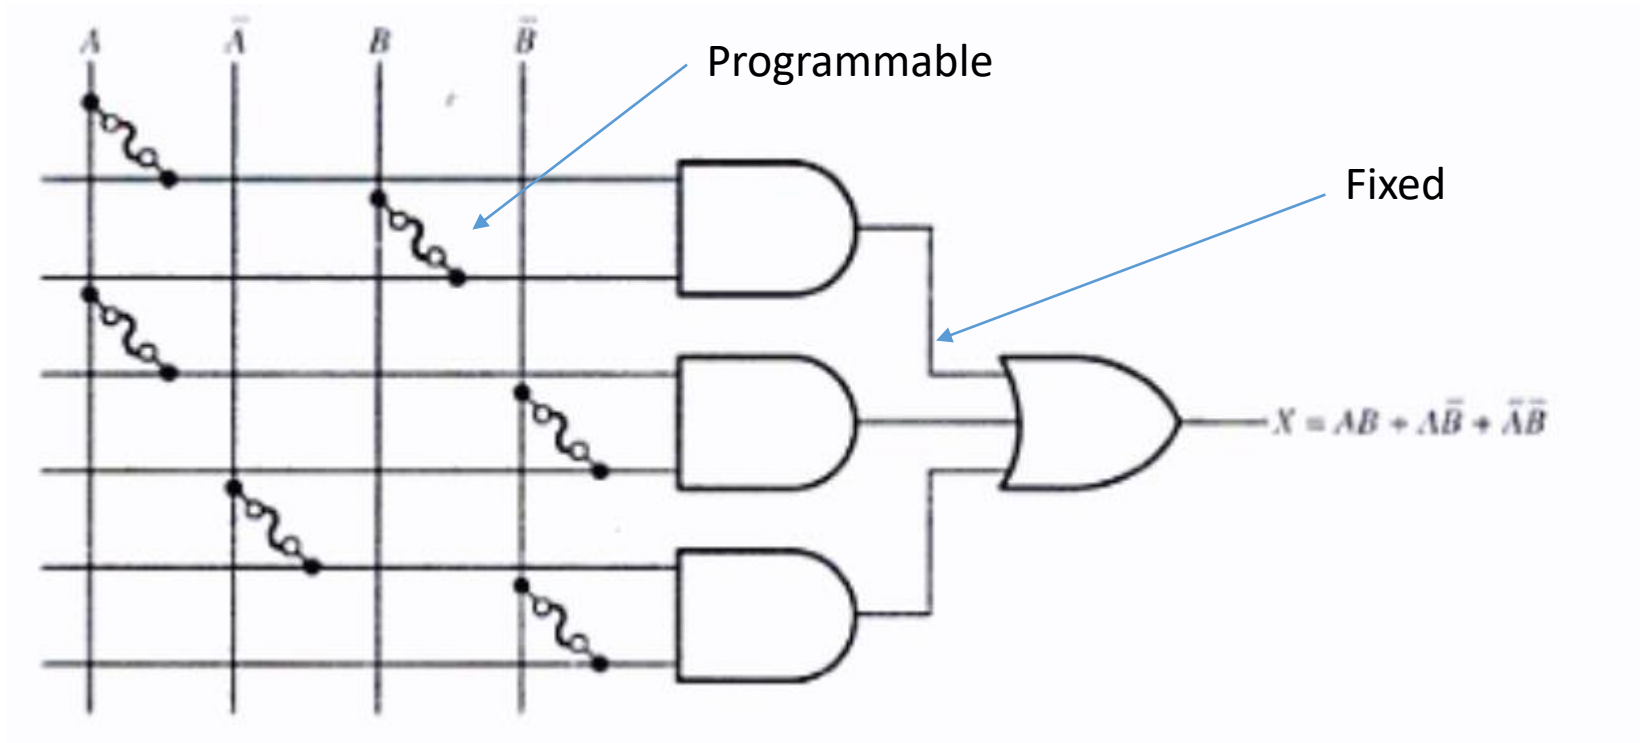 A Ā B B̄
Programmable
Fixed
X = AB + AB̄ + ĀB̄